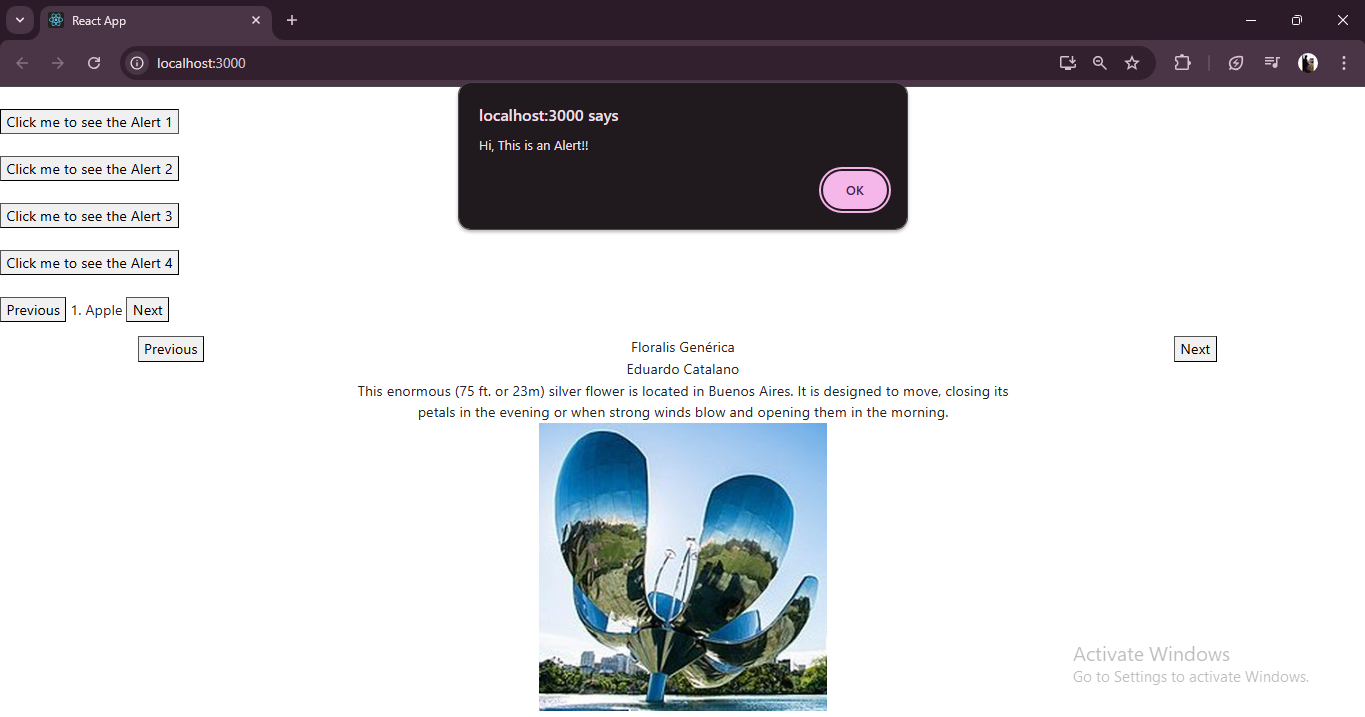 React App
localhost:3000
localhost:3000 says
Hi, This is an Alert!!
OK
Click me to see the Alert 1
Click me to see the Alert 2
Click me to see the Alert 3
Click me to see the Alert 4
Previous 1. Apple Next
Previous
Floralis Genérica
Next
Eduardo Catalano
This enormous (75 ft. or 23m) silver flower is located in Buenos Aires. It is designed to move, closing its
petals in the evening or when strong winds blow and opening them in the morning.
Activate Windows
Go to Settings to activate Windows.